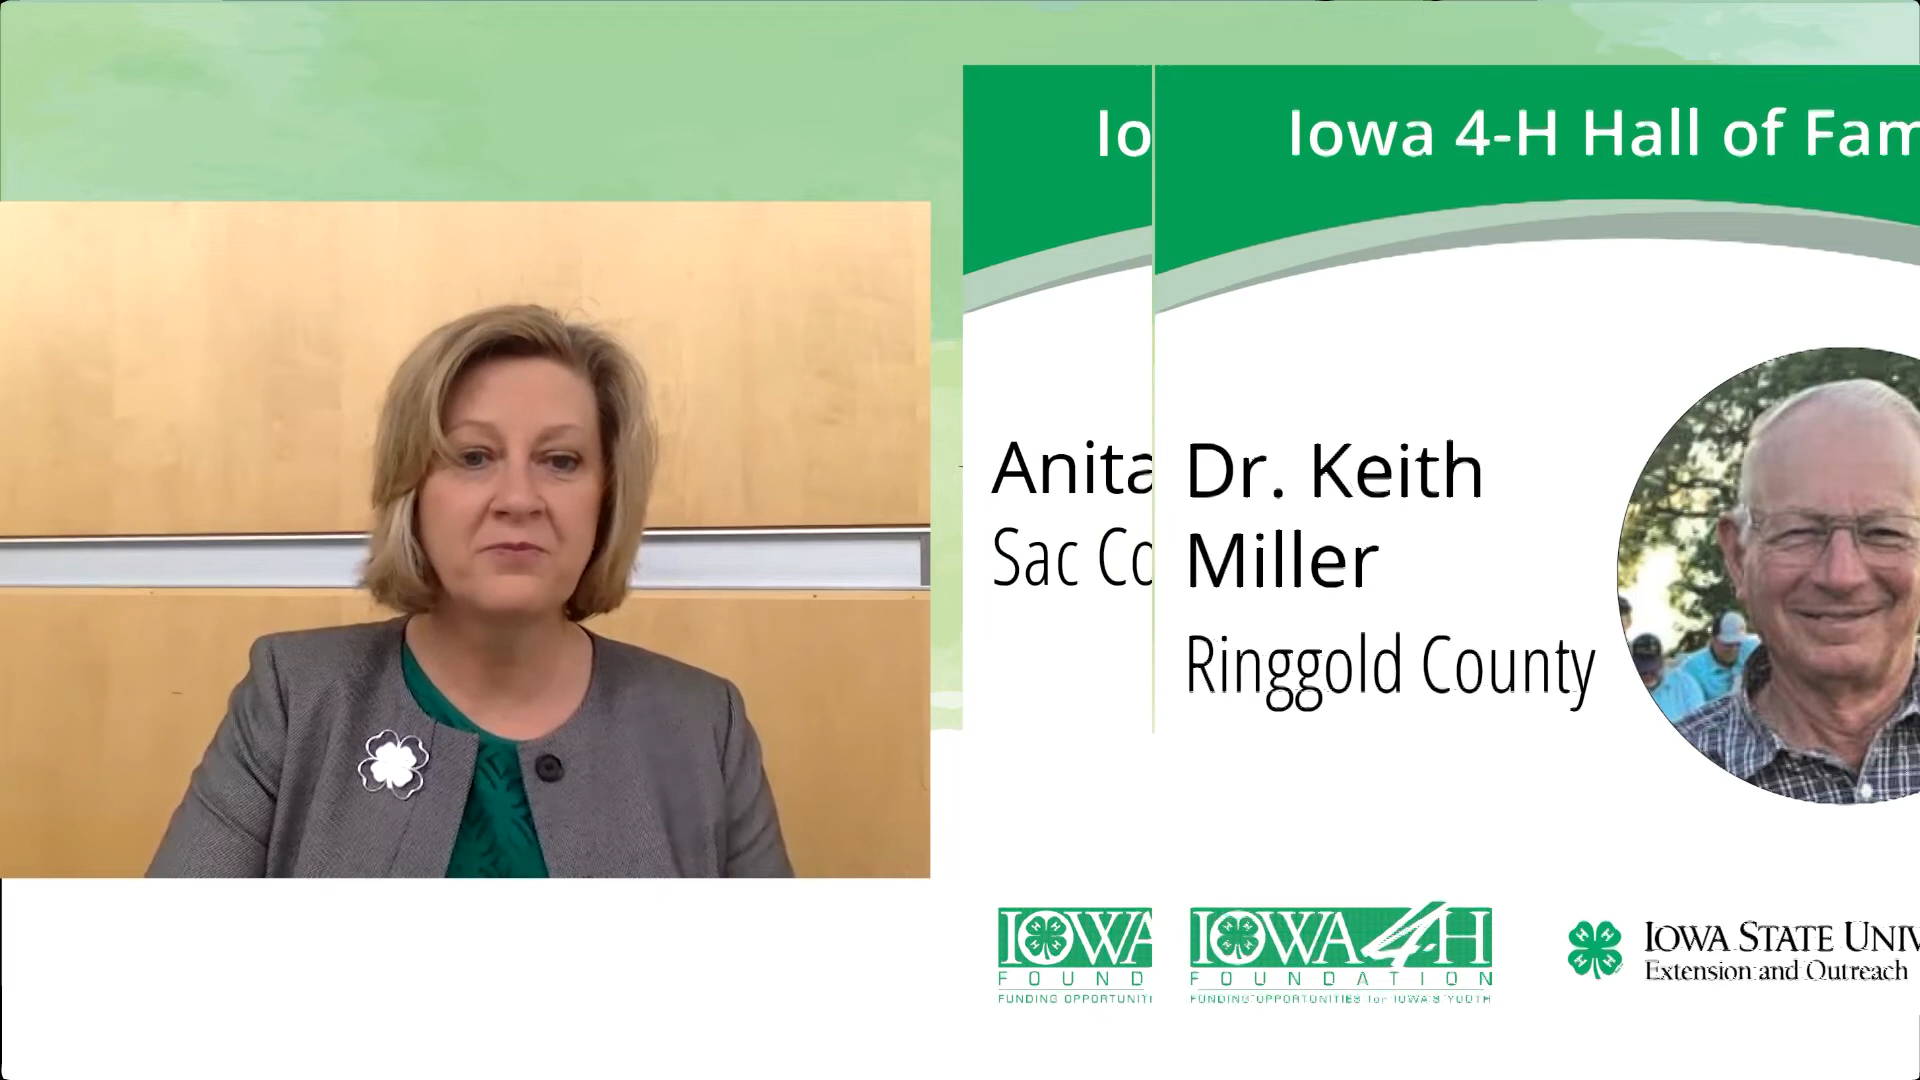 Io
Iowa 4-H Hall of Fam
Anita
Sac Co
Dr. Keith
Miller
Ringgold County
IOWA
FOUND
FUNDING OPPORTUNITI
IOWA 4-H
FOUNDATION
FUNDING OPPORTUNITIES for IOWA'S YOUTH
H H H H
IOWA STATE UNIV
Extension and Outreach